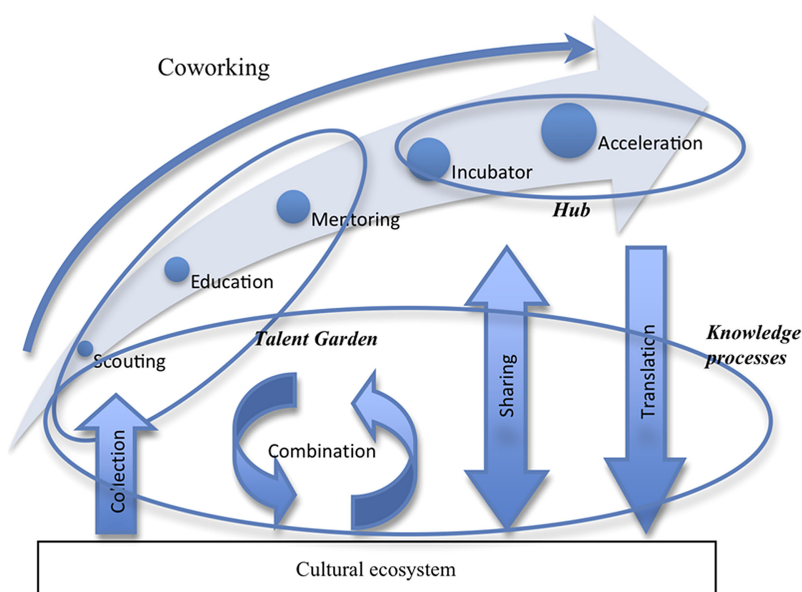 Coworking
Acceleration
Incubator
Hub
Mentoring
Education
Talent Garden
Knowledge
processes
Scouting
Collection
Combination
Sharing
Translation
Cultural ecosystem